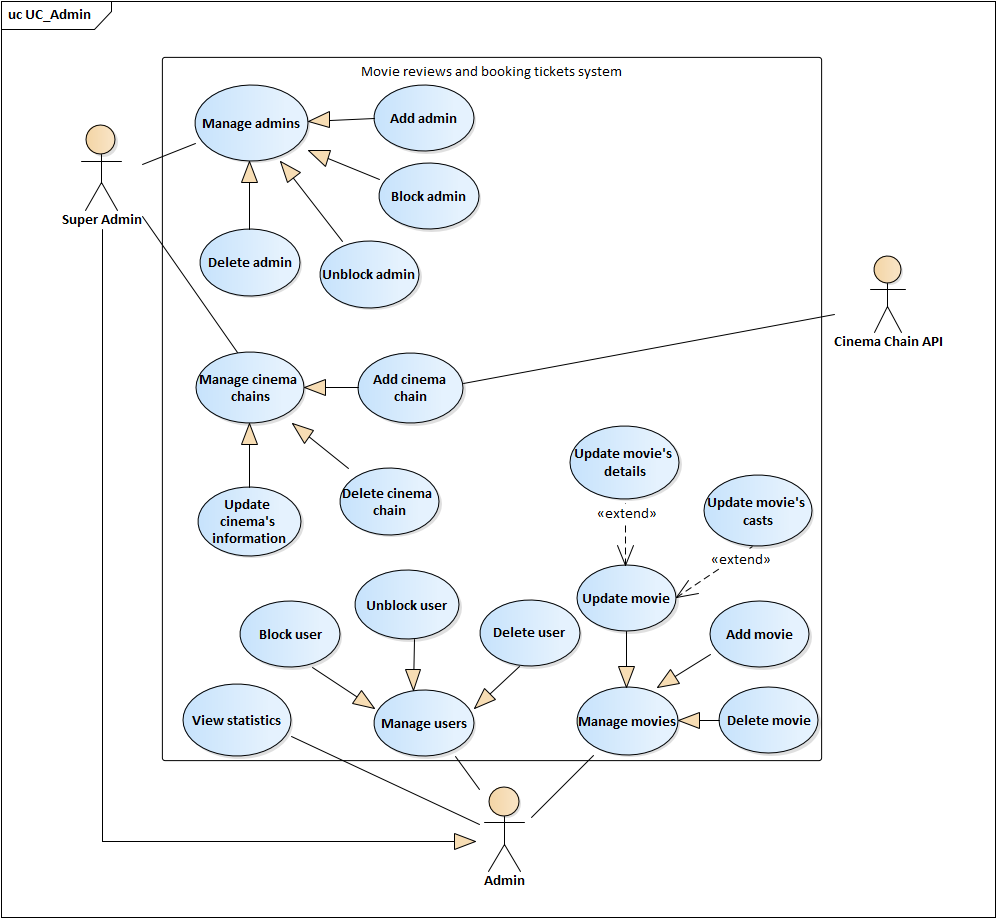 uc UC_Admin
Movie reviews and booking tickets system
Manage admins
Add admin
Block admin
Super Admin
Delete admin
Unblock admin
Cinema Chain API
Manage cinema
chains
Add cinema
chain
Update movie's
details
Delete cinema
chain
Update movie's
casts
Update
cinema's
information
«extend»
«extend»
Update movie
Unblock user
Block user
Delete user
Add movie
View statistics
Manage users
Manage movies
Delete movie
Admin